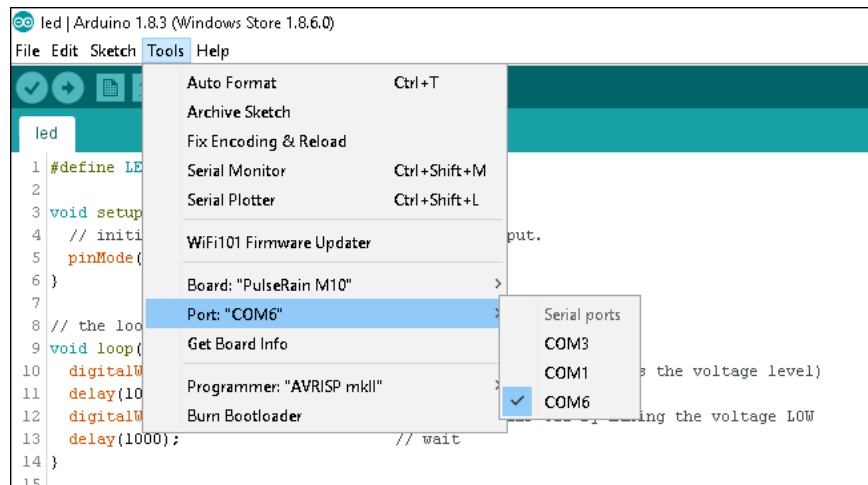 led | Arduino 1.8.3 (Windows Store 1.8.6.0)
File Edit Sketch Tools Help
Auto Format Ctrl+T
Archive Sketch
Fix Encoding & Reload
Serial Monitor Ctrl+Shift+M
Serial Plotter Ctrl+Shift+L
WiFi101 Firmware Updater
Board: "PulseRain M10"
Port: "COM6"
Get Board Info
Programmer: "AVRISP mkII"
Burn Bootloader
Serial ports
COM3
COM1
COM6
led
1 #define LE
2
3 void setup
4 // initi put.
5 pinMode(
6 }
7
8 // the loo
9 void loop(
10 digitalW s the voltage level)
11 delay(10
12 digitalW the voltage LOW
13 delay(1000); // wait
14 }
15